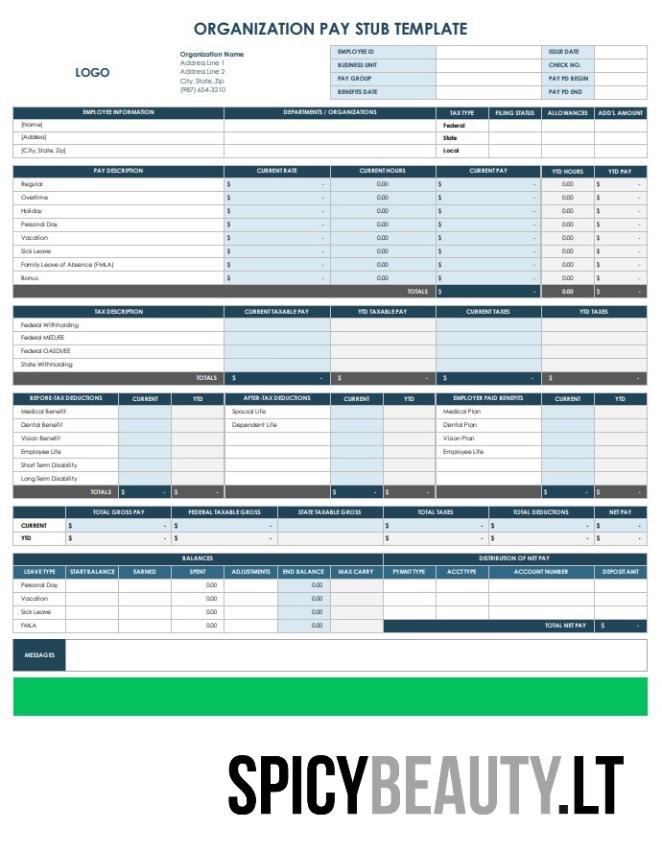 ORGANIZATION PAY STUB TEMPLATE
LOGO
Organization Name
Address Line 1
Address Line 2
City, State, Zip
(987) 654-3210
EMPLOYEE ID ISSUE DATE
BUSINESS UNIT CHECK NO.
PAY GROUP PAY PD BEGIN
BENEFITS DATE PAY PD END
EMPLOYEE INFORMATION DEPARTMENTS / ORGANIZATIONS TAX TYPE FILING STATUS ALLOWANCES ADD'L AMOUNT
[Name] Federal
[Address] State
[City, State, Zip] Local
PAY DESCRIPTION CURRENT RATE CURRENT HOURS CURRENT PAY YTD HOURS YTD PAY
Regular $ - 0.00 $ - 0.00 $ -
Overtime $ - 0.00 $ - 0.00 $ -
Holiday $ - 0.00 $ - 0.00 $ -
Personal Day $ - 0.00 $ - 0.00 $ -
Vacation $ - 0.00 $ - 0.00 $ -
Sick Leave $ - 0.00 $ - 0.00 $ -
Family Leave of Absence (FMLA) $ - 0.00 $ - 0.00 $ -
Bonus $ - 0.00 $ - 0.00 $ -
TOTALS $ - 0.00 $ -
TAX DESCRIPTION CURRENT TAXABLE PAY YTD TAXABLE PAY CURRENT TAXES YTD TAXES
Federal Withholding
Federal MED/EE
Federal OASDI/EE
State Withholding
TOTALS $ - $ - $ - $ -
BEFORE-TAX DEDUCTIONS CURRENT YTD AFTER-TAX DEDUCTIONS CURRENT YTD EMPLOYER PAID BENEFITS CURRENT YTD
Medical Benefit Spousal Life Medical Plan
Dental Benefit Dependent Life Dental Plan
Vision Benefit Vision Plan
Employee Life Employee Life
Short Term Disability
Long Term Disability
TOTALS $ - $ - $ - $ - $ - $ -
TOTAL GROSS PAY FEDERAL TAXABLE GROSS STATE TAXABLE GROSS TOTAL TAXES TOTAL DEDUCTIONS NET PAY
CURRENT $ - $ - $ - $ - $ -
YTD $ - $ - $ - $ - $ -
BALANCES DISTRIBUTION OF NET PAY
LEAVE TYPE START BALANCE EARNED SPENT ADJUSTMENTS END BALANCE MAX CARRY PYMNT TYPE ACCT TYPE ACCOUNT NUMBER DEPOSIT AMT
Personal Day 0.00 0.00
Vacation 0.00 0.00
Sick Leave 0.00 0.00
FMLA 0.00 0.00 TOTAL NET PAY $ -
MESSAGES
SPICYBEAUTY.LT